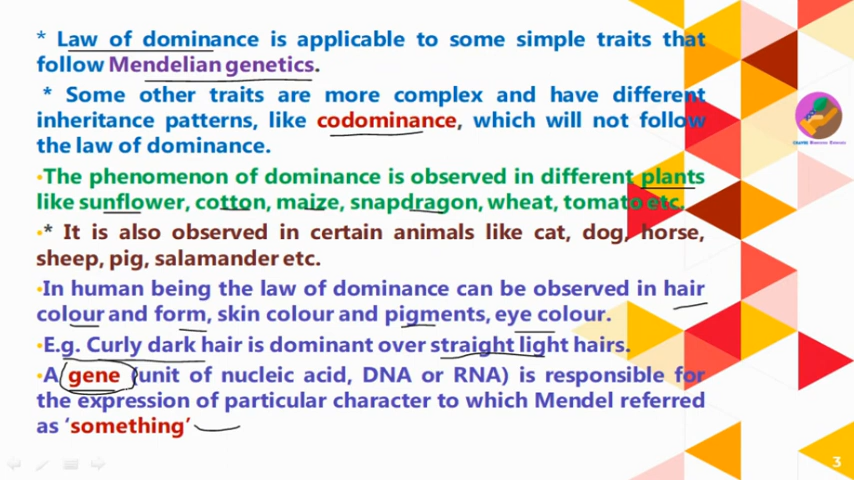 * Law of dominance is applicable to some simple traits that
follow Mendelian genetics.
* Some other traits are more complex and have different
inheritance patterns, like codominance, which will not follow
the law of dominance.
•The phenomenon of dominance is observed in different plants
like sunflower, cotton, maize, snapdragon, wheat, tomato etc.
•* It is also observed in certain animals like cat, dog, horse,
sheep, pig, salamander etc.
•In human being the law of dominance can be observed in hair
colour and form, skin colour and pigments, eye colour.
•E.g. Curly dark hair is dominant over straight light hairs.
•A gene (unit of nucleic acid, DNA or RNA) is responsible for
the expression of particular character to which Mendel referred
as ‘something’
3